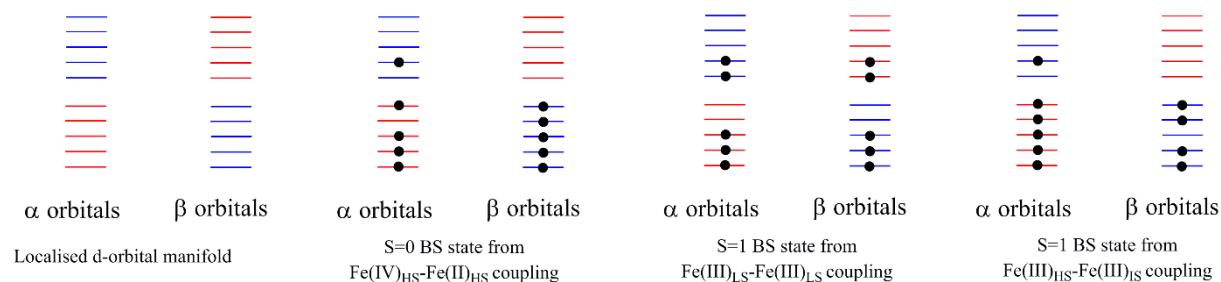 α orbitals
β orbitals
Localised d-orbital manifold
α orbitals
β orbitals
S=0 BS state from
Fe(IV)HS-Fe(II)HS coupling
α orbitals
β orbitals
S=1 BS state from
Fe(III)LS-Fe(III)LS coupling
α orbitals
β orbitals
S=1 BS state from
Fe(III)HS-Fe(III)IS coupling